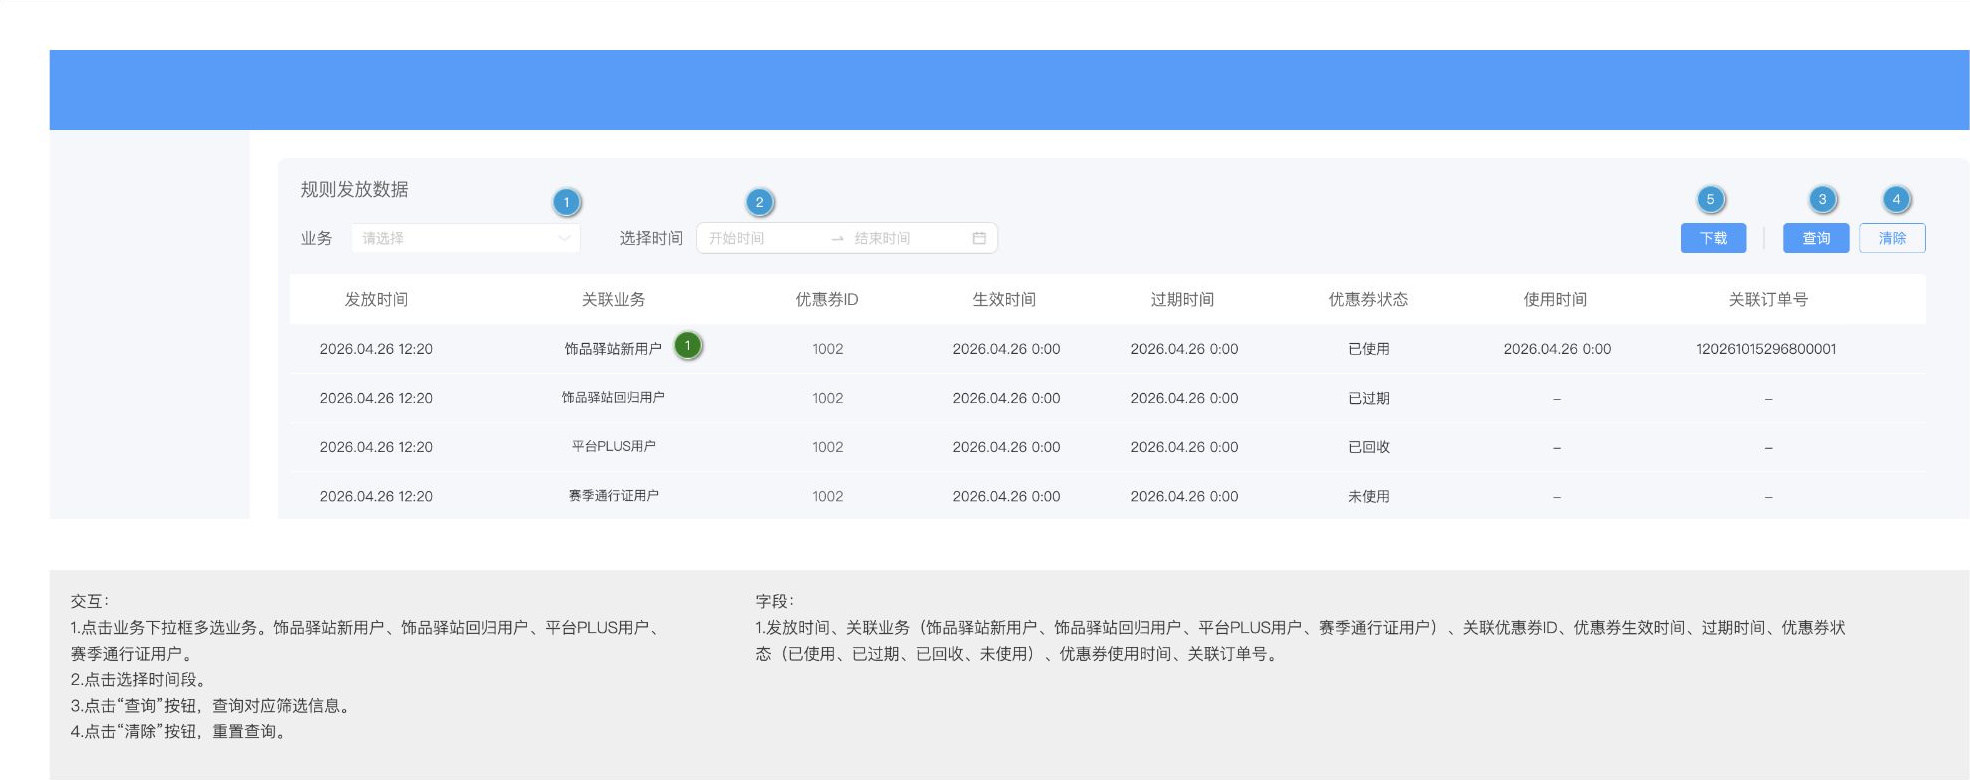 规则发放数据
1
2
5
3
4
业务 请选择 选择时间 开始时间 → 结束时间 下载 查询 清除
发放时间 关联业务 优惠券ID 生效时间 过期时间 优惠券状态 使用时间 关联订单号
2026.04.26 12:20 饰品驿站新用户 1 1002 2026.04.26 0:00 2026.04.26 0:00 已使用 2026.04.26 0:00 120261015296800001
2026.04.26 12:20 饰品驿站回归用户 1002 2026.04.26 0:00 2026.04.26 0:00 已过期 – –
2026.04.26 12:20 平台PLUS用户 1002 2026.04.26 0:00 2026.04.26 0:00 已回收 – –
2026.04.26 12:20 赛季通行证用户 1002 2026.04.26 0:00 2026.04.26 0:00 未使用 – –
交互：
1.点击业务下拉框多选业务。饰品驿站新用户、饰品驿站回归用户、平台PLUS用户、
赛季通行证用户。
2.点击选择时间段。
3.点击“查询”按钮，查询对应筛选信息。
4.点击“清除”按钮，重置查询。
字段：
1.发放时间、关联业务（饰品驿站新用户、饰品驿站回归用户、平台PLUS用户、赛季通行证用户）、关联优惠券ID、优惠券生效时间、过期时间、优惠券状
态（已使用、已过期、已回收、未使用）、优惠券使用时间、关联订单号。